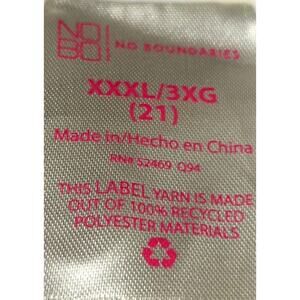 NO
BO
NO BOUNDARIES
XXXL/3XG
(21)
Made in/Hecho en China
RN# 52469 Q94
THIS LABEL YARN IS MADE
OUT OF 100% RECYCLED
POLYESTER MATERIALS